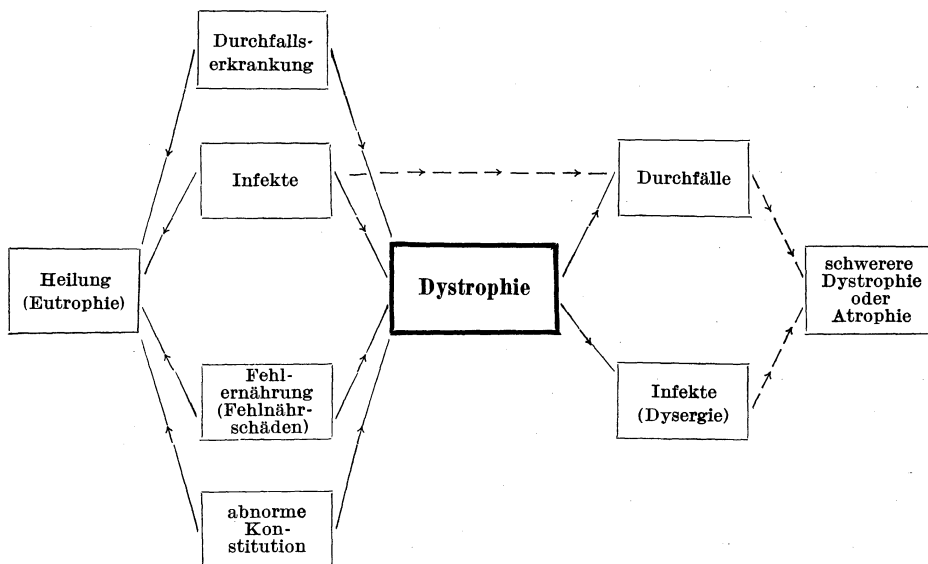 Durchfalls-
erkrankung
Infekte
Durchfälle
Heilung
(Eutrophie)
Dystrophie
schwerere
Dystrophie
oder
Atrophie
Fehl-
ernährung
(Fehlnähr-
schäden)
Infekte
(Dysergie)
abnorme
Kon-
stitution